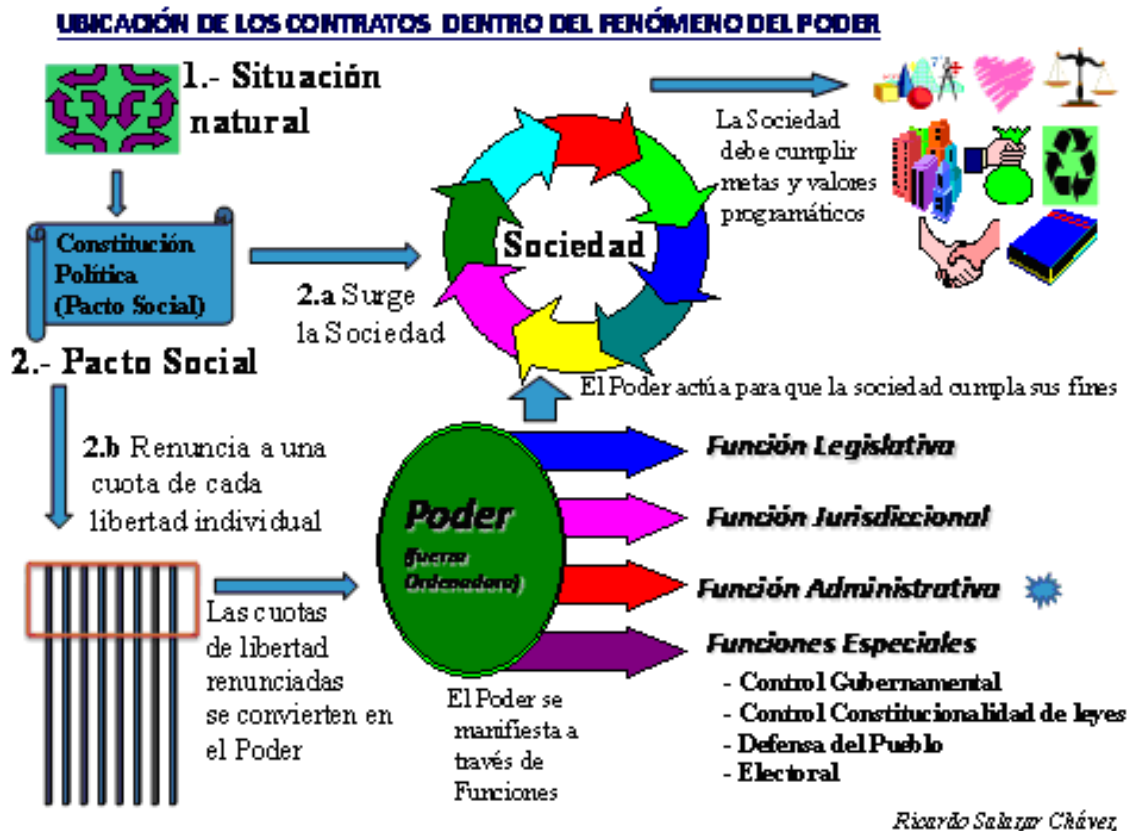 UBICACIÓN DE LOS CONTRATOS DENTRO DEL FENÓMENO DEL PODER
1.- Situación
natural
Constitución
Política
(Pacto Social)
2.- Pacto Social
2.a Surge
la Sociedad
Sociedad
La Sociedad
debe cumplir
metas y valores
programáticos
El Poder actúa para que la sociedad cumpla sus fines
2.b Renuncia a una
cuota de cada
libertad individual
Las cuotas
de libertad
renunciadas
se convierten en
el Poder
Poder
(fuerza
Ordenadora)
El Poder se
manifiesta a
través de
Funciones
Función Legislativa
Función Jurisdiccional
Función Administrativa
Funciones Especiales
- Control Gubernamental
- Control Constitucionalidad de leyes
- Defensa del Pueblo
- Electoral
Ricardo Salazar Chávez